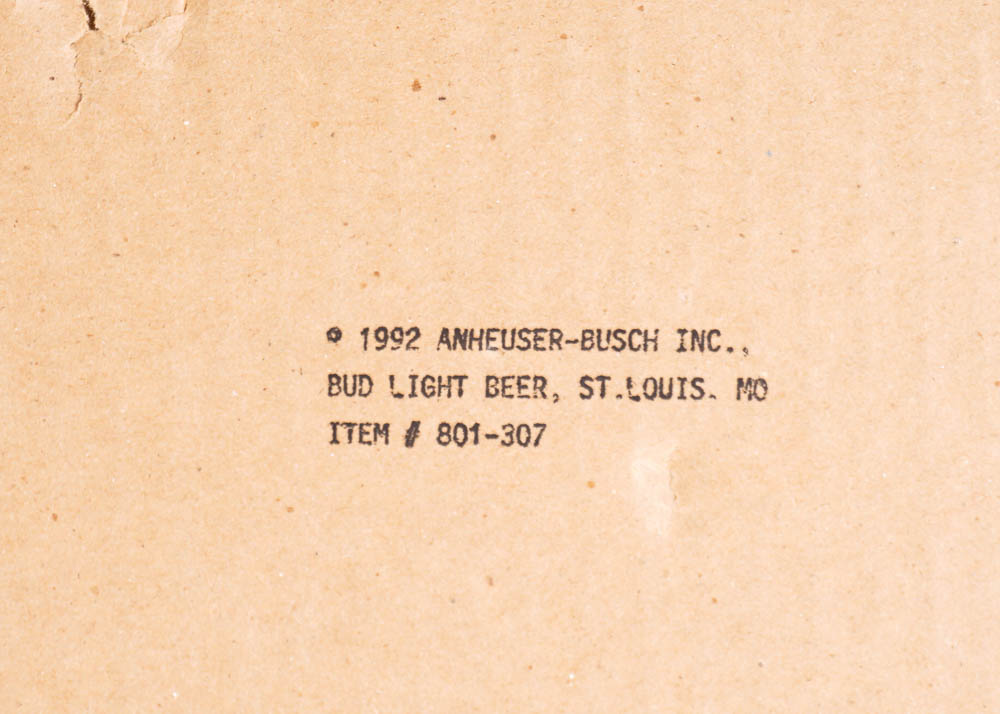 © 1992 ANHEUSER-BUSCH INC.,
BUD LIGHT BEER, ST.LOUIS. MO
ITEM # 801-307